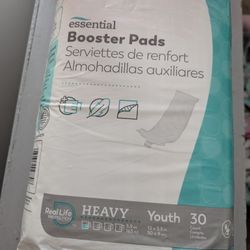 essential
Booster Pads
Serviettes de renfort
Almohadillas auxiliares
Real Life
HEAVY
Youth
30